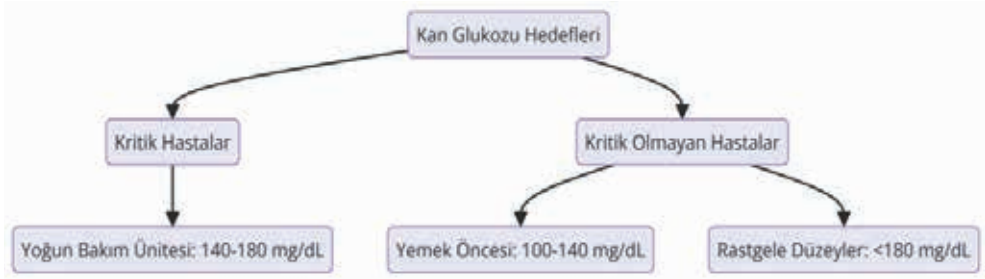 Kan Glukozu Hedefleri
Kritik Hastalar
Kritik Olmayan Hastalar
Yoğun Bakım Ünitesi: 140-180 mg/dL
Yemek Öncesi: 100-140 mg/dL
Rastgele Düzeyler: <180 mg/dL